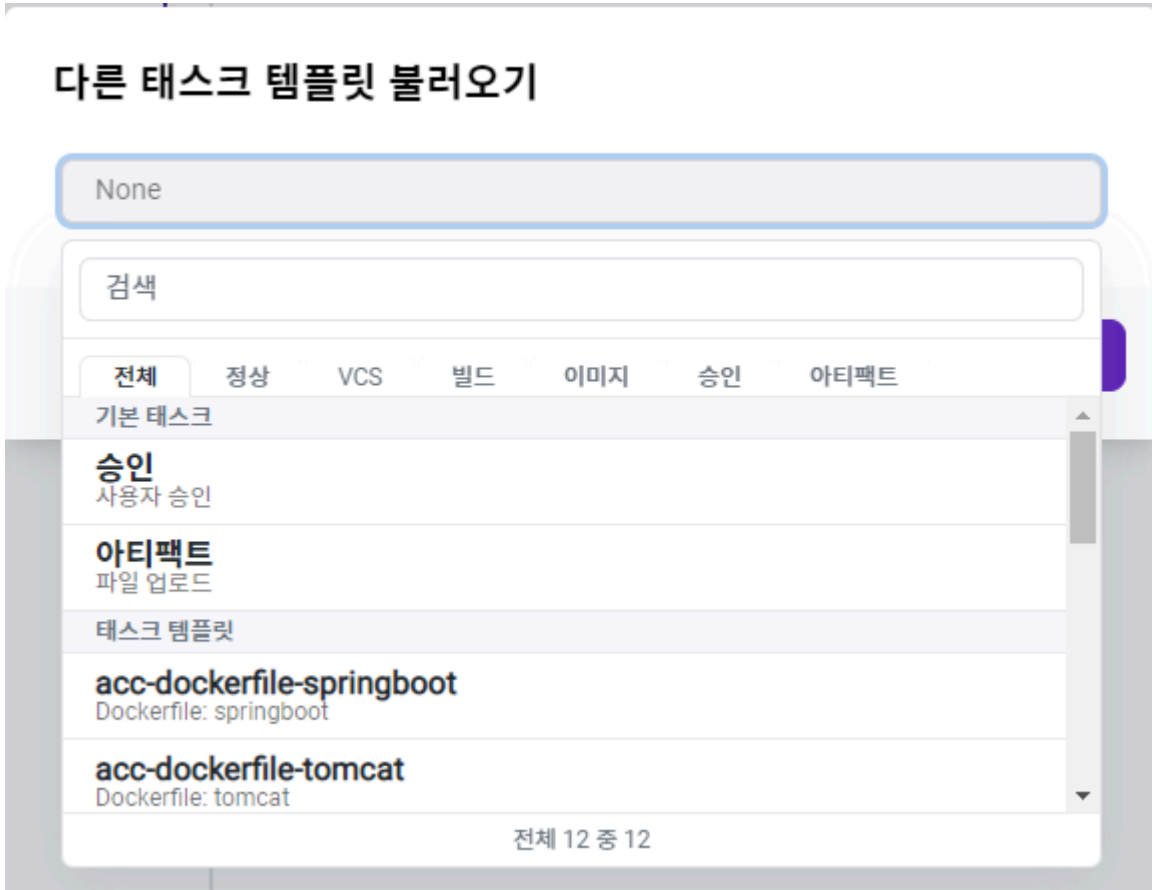 다른 태스크 템플릿 불러오기
None
검색
전체 정상 VCS 빌드 이미지 승인 아티팩트
기본 태스크
승인
사용자 승인
아티팩트
파일 업로드
태스크 템플릿
acc-dockerfile-springboot
Dockerfile: springboot
acc-dockerfile-tomcat
Dockerfile: tomcat
전체 12 중 12